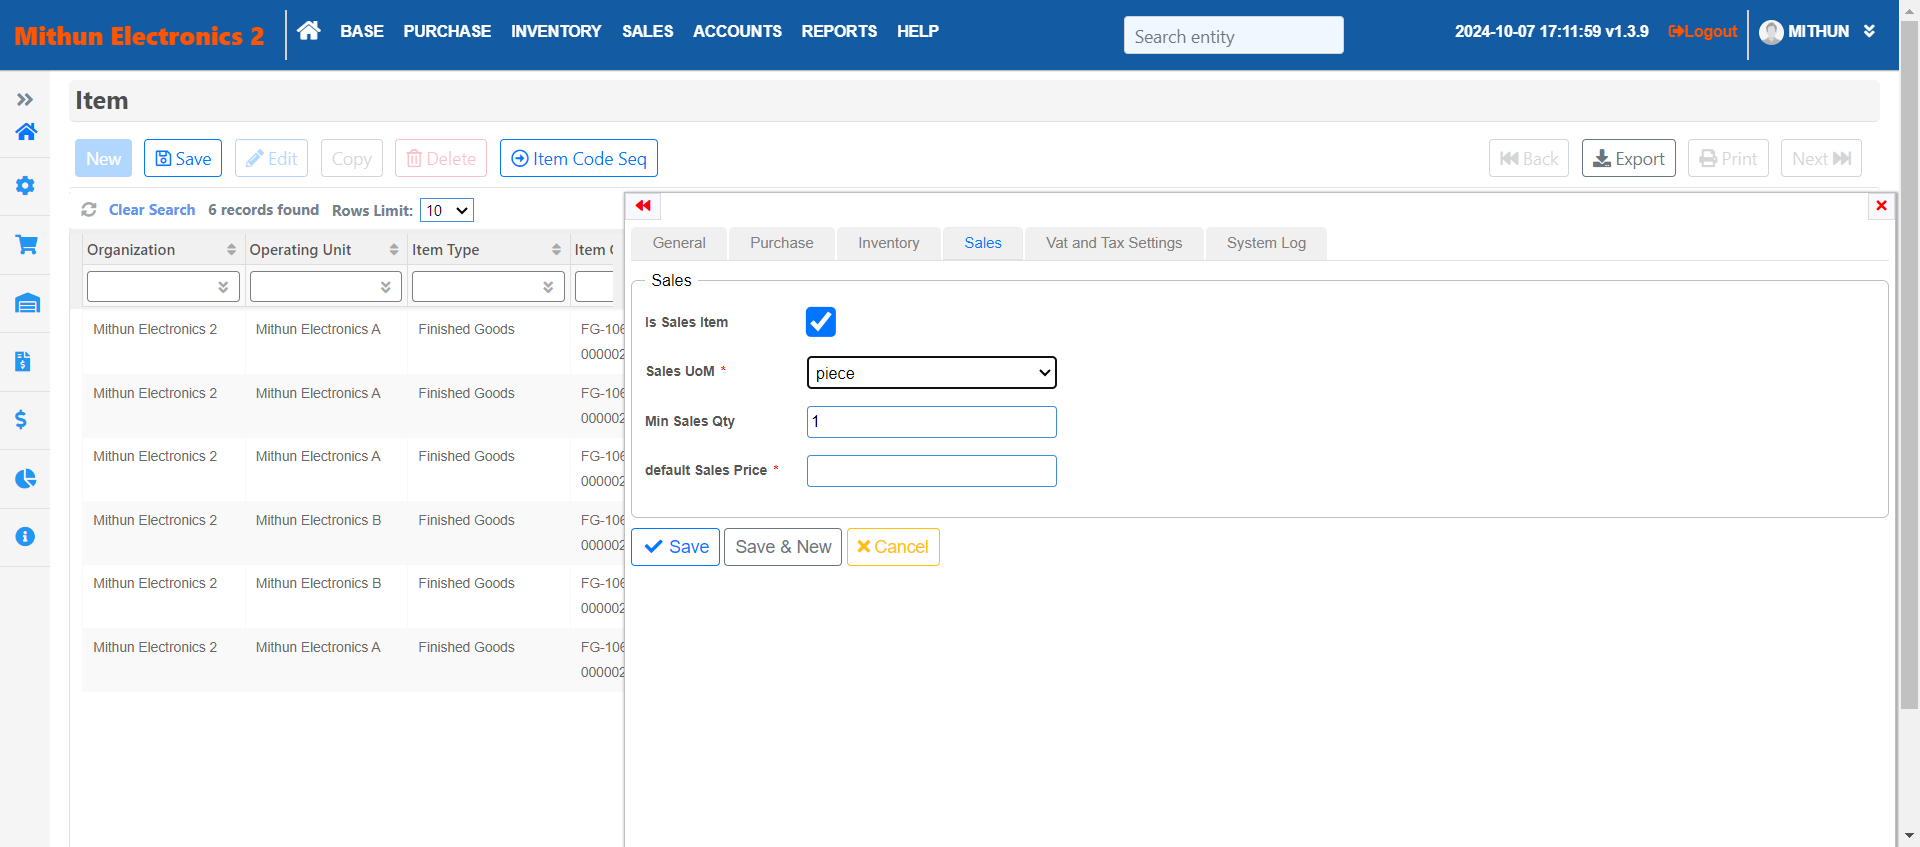 Mithun Electronics 2
BASE PURCHASE INVENTORY SALES ACCOUNTS REPORTS HELP
Search entity
2024-10-07 17:11:59 v1.3.9
Logout
MITHUN
Item
New Save Edit Copy Delete Item Code Seq
Back Export Print Next
Clear Search 6 records found Rows Limit: 10
Organization Operating Unit Item Type Item
Mithun Electronics 2 Mithun Electronics A Finished Goods FG-106
000002
Mithun Electronics 2 Mithun Electronics A Finished Goods FG-106
000002
Mithun Electronics 2 Mithun Electronics A Finished Goods FG-106
000002
Mithun Electronics 2 Mithun Electronics B Finished Goods FG-106
000002
Mithun Electronics 2 Mithun Electronics B Finished Goods FG-106
000002
Mithun Electronics 2 Mithun Electronics A Finished Goods FG-106
000002
General Purchase Inventory Sales Vat and Tax Settings System Log
Sales
Is Sales Item
Sales UoM * piece
Min Sales Qty 1
default Sales Price *
Save Save & New Cancel